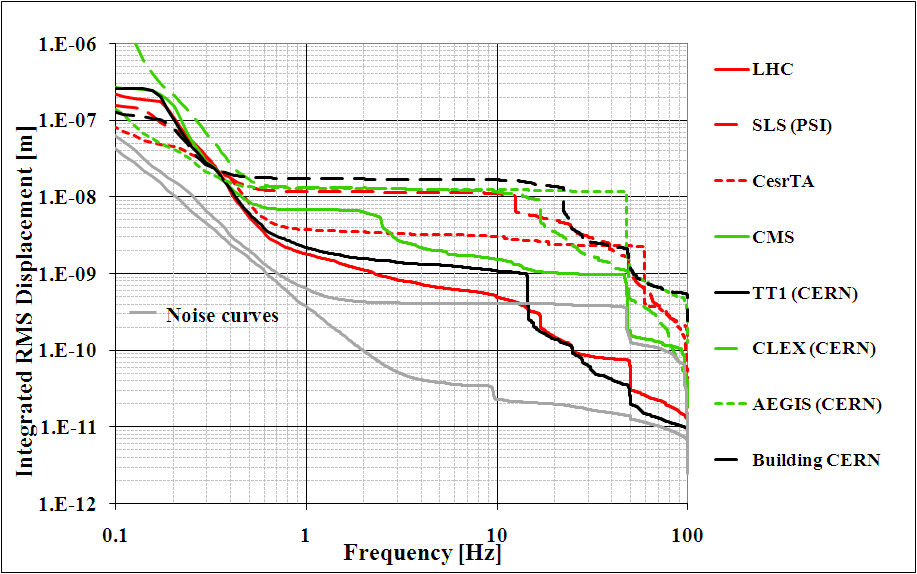 1.E-06
1.E-07
1.E-08
1.E-09
1.E-10
1.E-11
1.E-12
Integrated RMS Displacement [m]
Noise curves
0.1
1
10
100
Frequency [Hz]
LHC
SLS (PSI)
CesrTA
CMS
TT1 (CERN)
CLEX (CERN)
AEGIS (CERN)
Building CERN